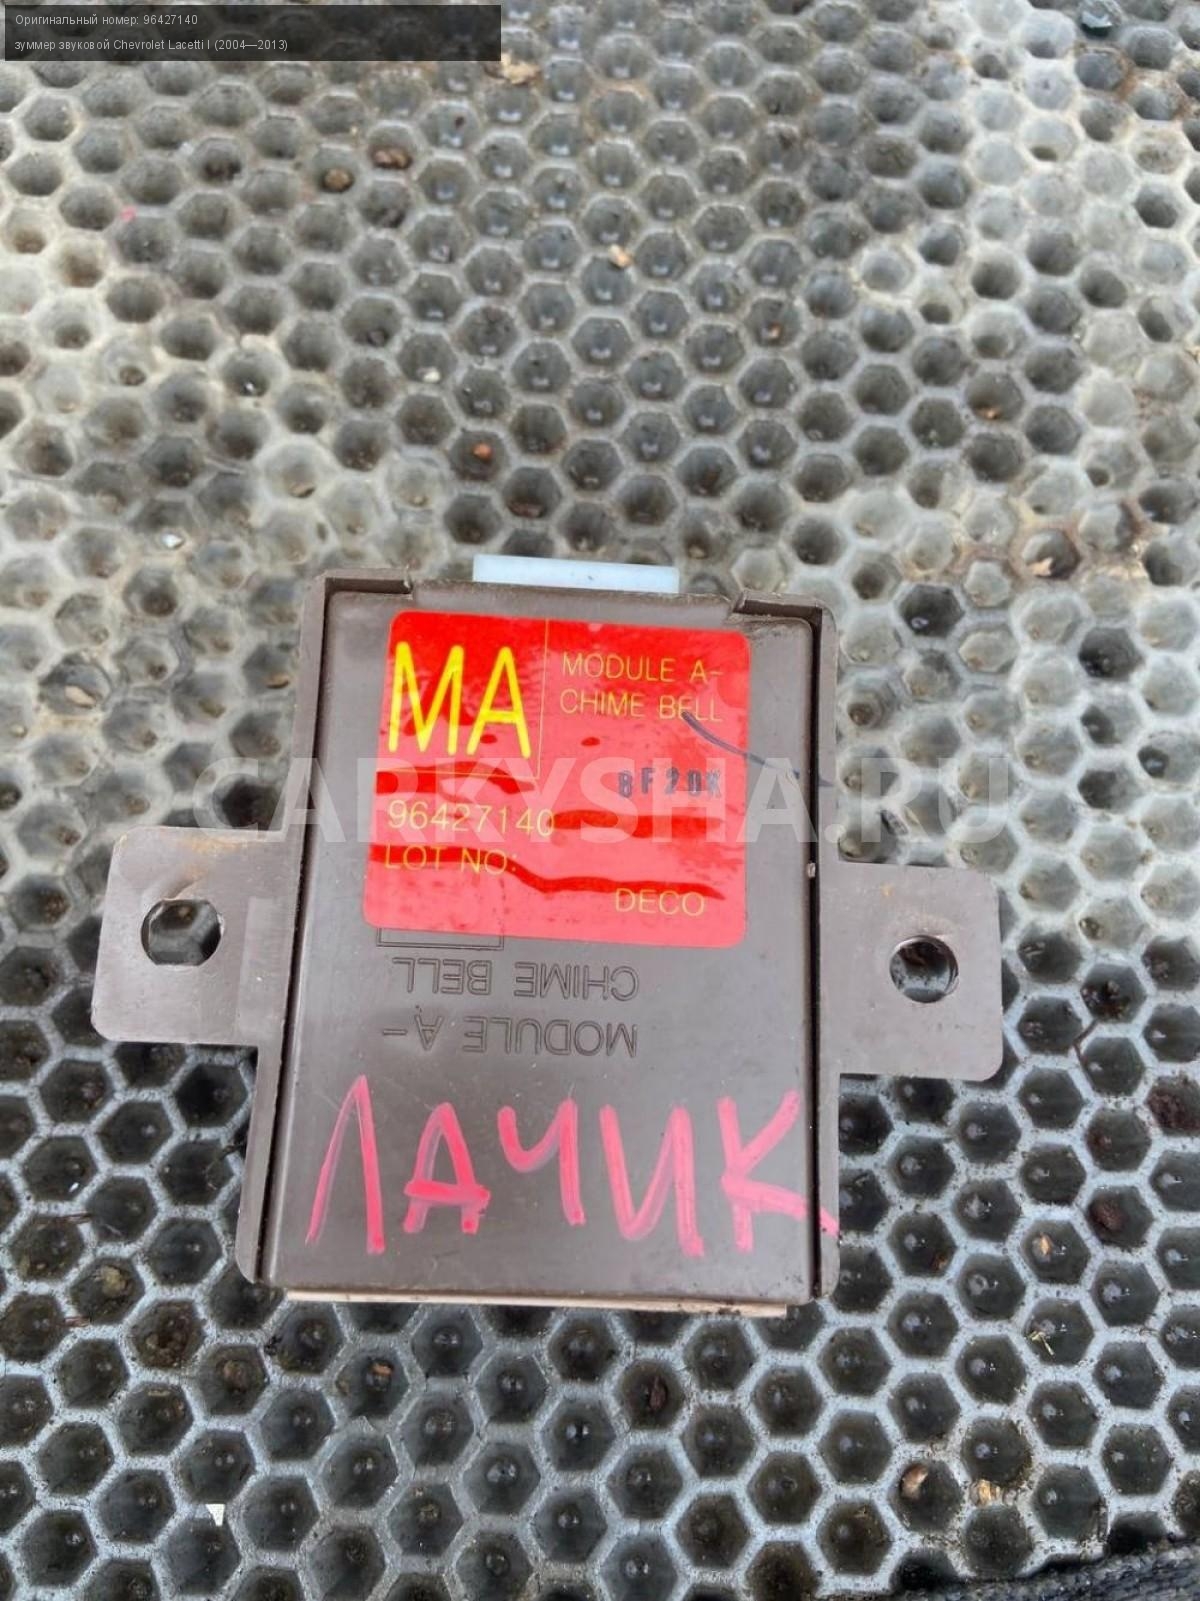 Оригинальный номер: 96427140
зуммер звуковой Chevrolet Lacetti I (2004—2013)
MA
MODULE A-
CHIME BELL
8F20K
CARKYSHA.RU
96427140
LOT NO:
DECO
CHIME BELL
MODULE A-
ЛАЧИК